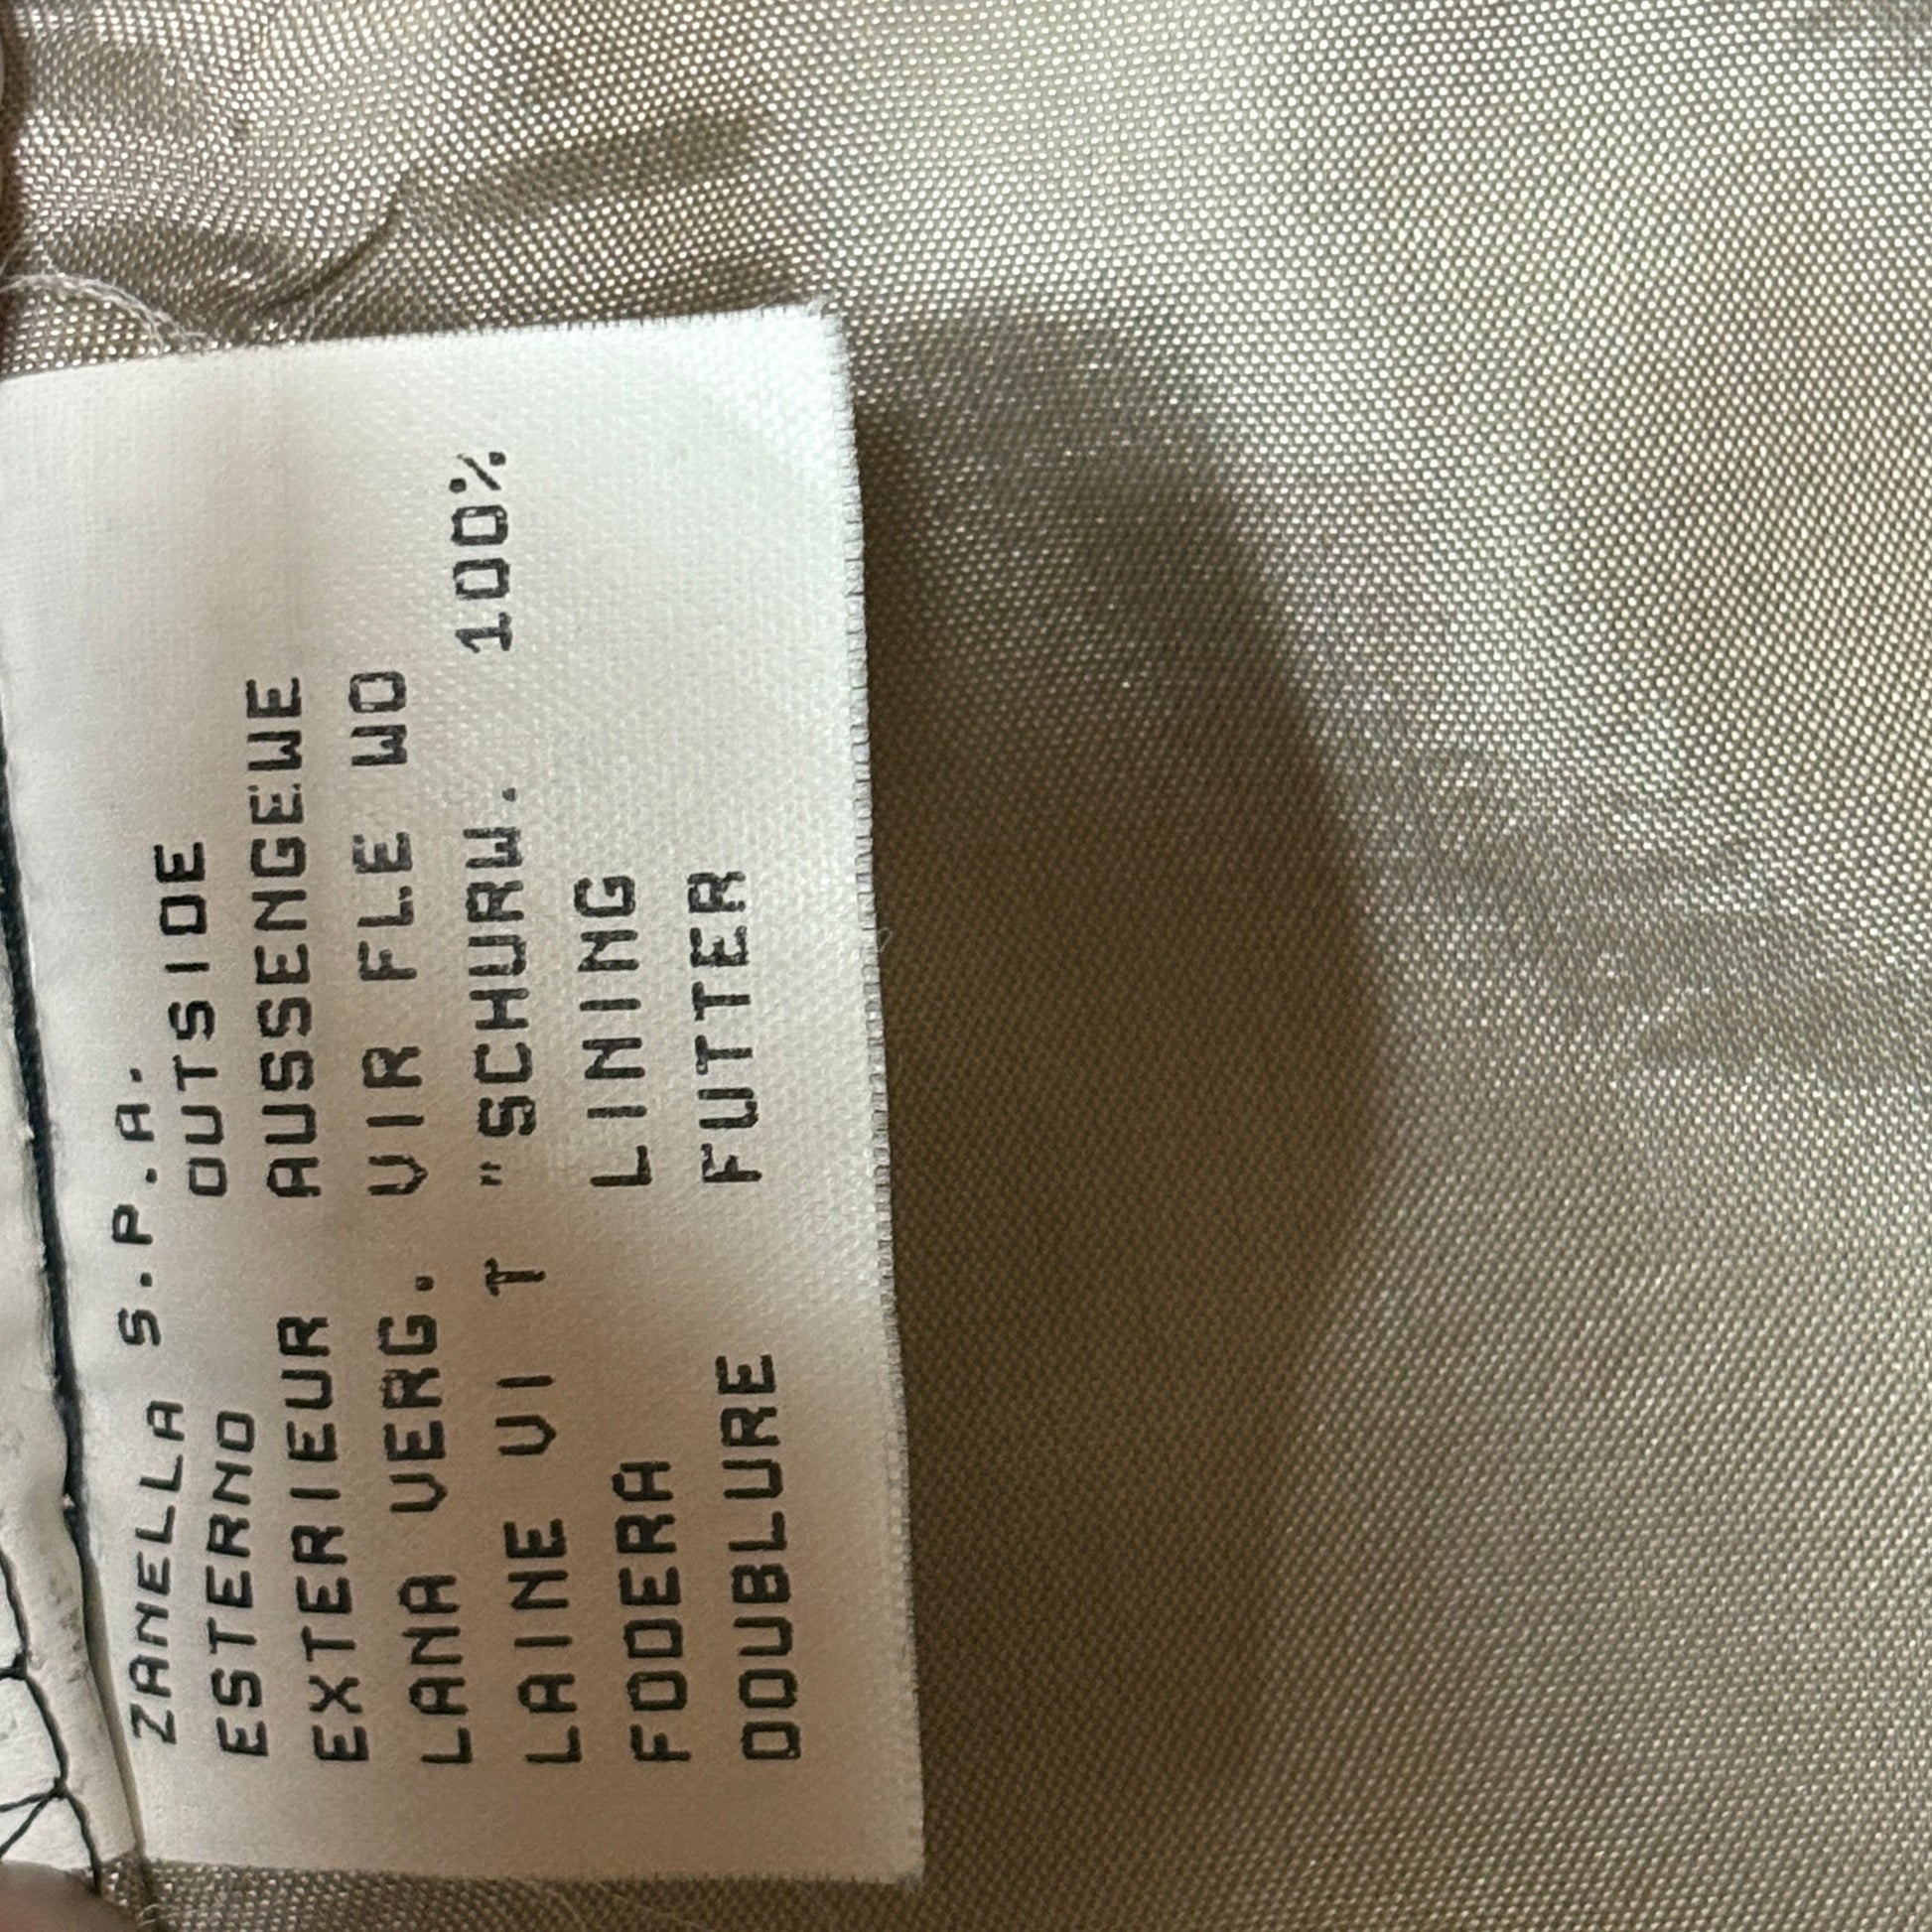 ZANELLA S.P.A.
ESTERNO OUTSIDE
EXTERIEUR AUSSENGEWE
LANA VERG. VIR FLE WO
LAINE VI T "SCHURW. 100%
FODERA LINING
DOUBLURE FUTTER